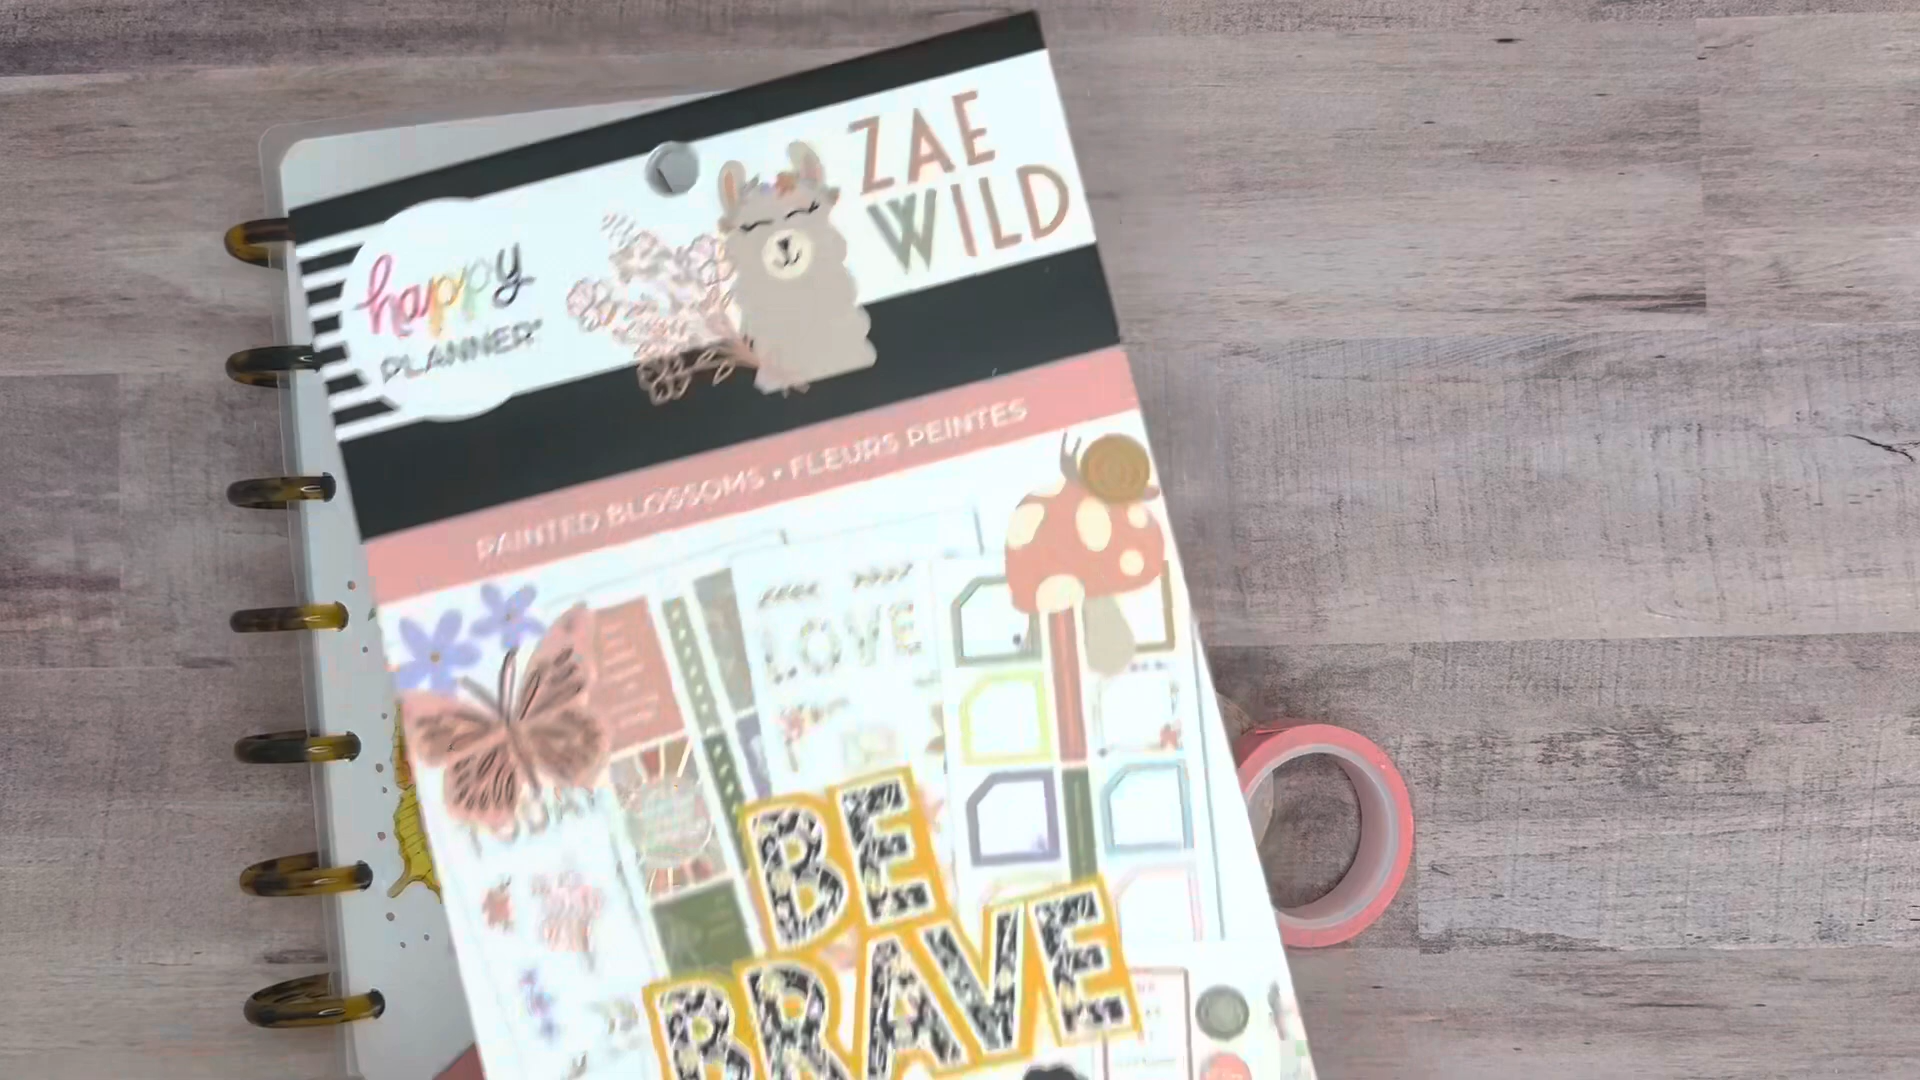 ZAE
WILD
happy
PLANNER®
PAINTED BLOSSOMS • FLEURS PEINTES
LOVE
BE
BRAVE